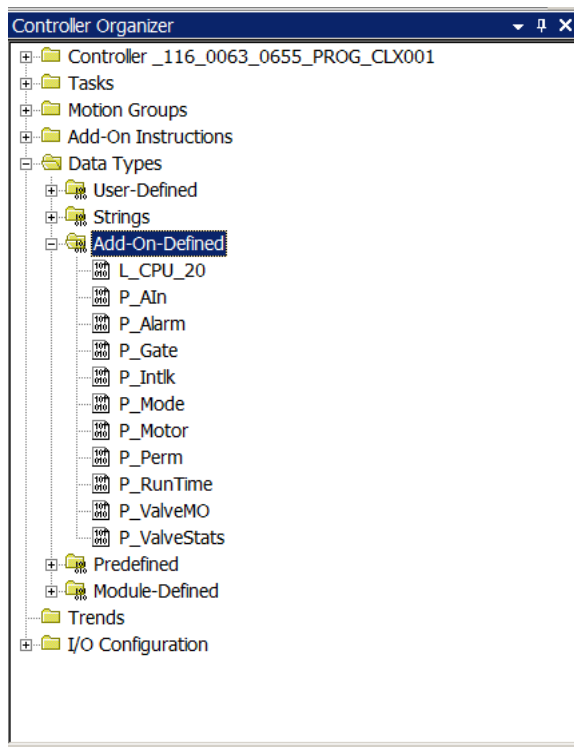 Controller Organizer
Controller _116_0063_0655_PROG_CLX001
Tasks
Motion Groups
Add-On Instructions
Data Types
User-Defined
Strings
Add-On-Defined
L_CPU_20
P_AIn
P_Alarm
P_Gate
P_Intlk
P_Mode
P_Motor
P_Perm
P_RunTime
P_ValveMO
P_ValveStats
Predefined
Module-Defined
Trends
I/O Configuration